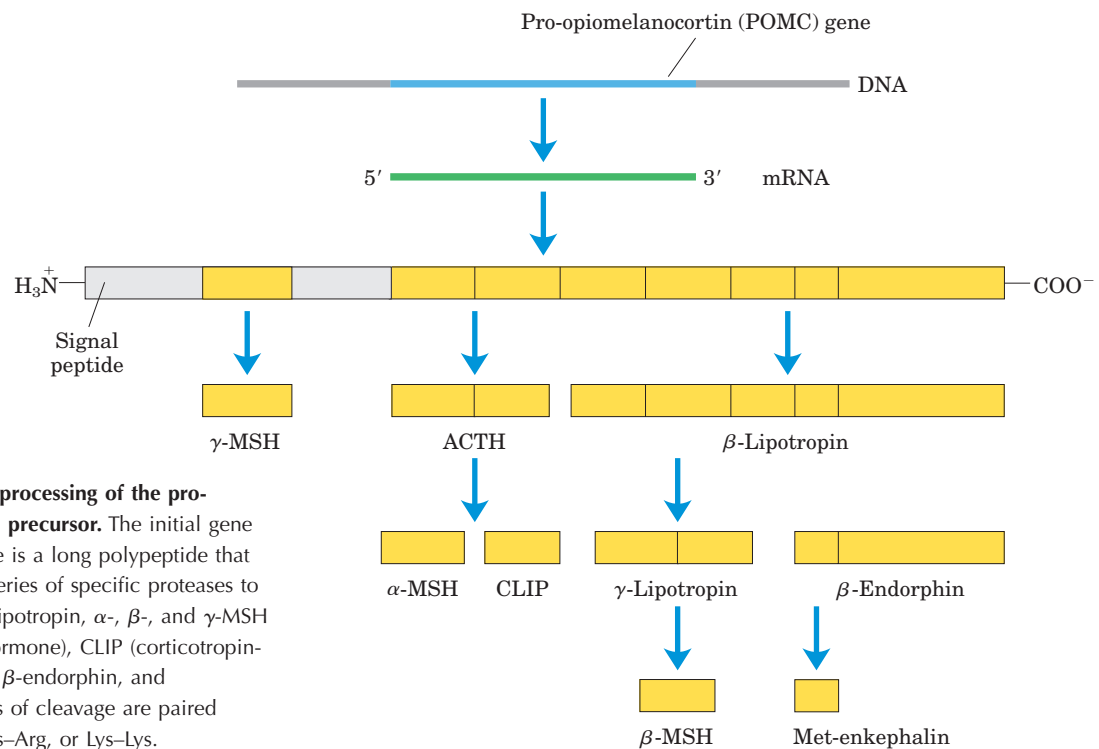 Pro-opiomelanocortin (POMC) gene
DNA
5′ 3′ mRNA
H₃N⁺ COO⁻
Signal
peptide
γ-MSH ACTH β-Lipotropin
processing of the pro-
precursor. The initial gene
e is a long polypeptide that
eries of specific proteases to
ipotropin, α-, β-, and γ-MSH
ormone), CLIP (corticotropin-
β-endorphin, and
s of cleavage are paired
s–Arg, or Lys–Lys.
α-MSH CLIP γ-Lipotropin β-Endorphin
β-MSH Met-enkephalin